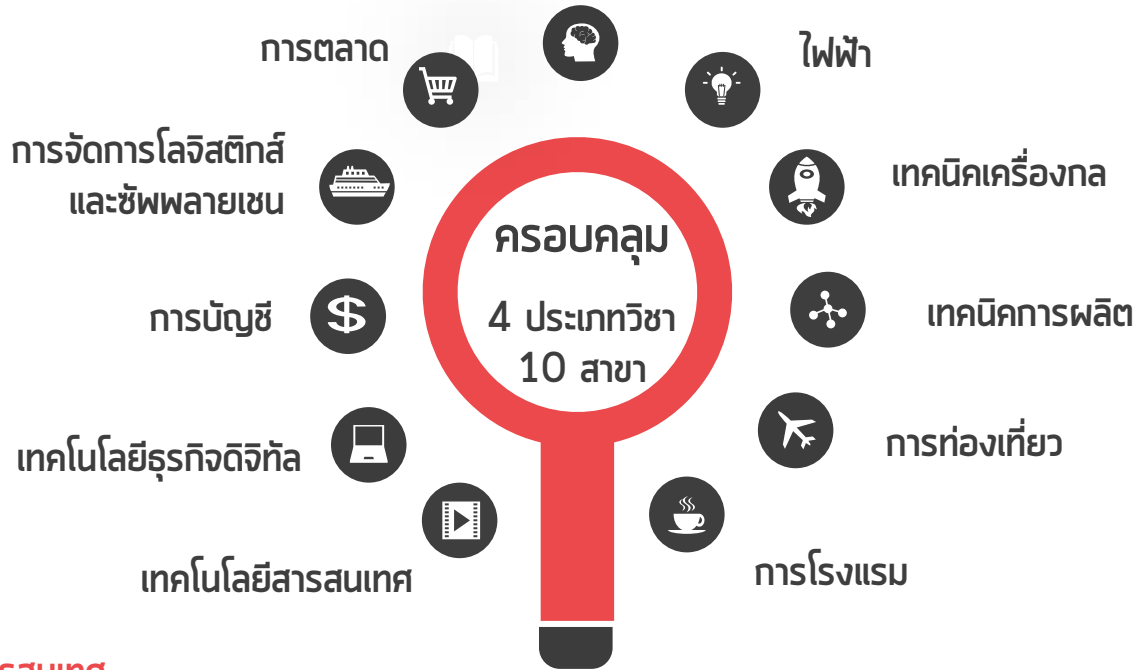 การตลาด
ไฟฟ้า
การจัดการโลจิสติกส์
และซัพพลายเชน
เทคนิคเครื่องกล
ครอบคลุม
4 ประเภทวิชา
10 สาขา
การบัญชี
เทคนิคการผลิต
เทคโนโลยีธุรกิจดิจิทัล
การท่องเที่ยว
เทคโนโลยีสารสนเทศ
การโรงแรม